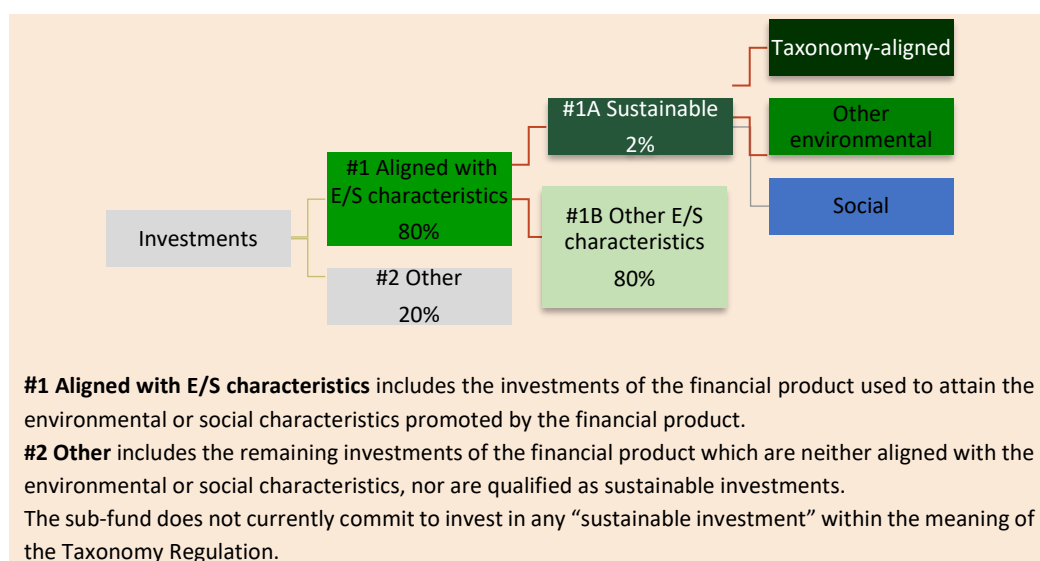 Taxonomy-aligned
#1A Sustainable
2%
Other
environmental
#1 Aligned with
E/S characteristics
80%
#1B Other E/S
characteristics
80%
Social
Investments
#2 Other
20%
#1 Aligned with E/S characteristics includes the investments of the financial product used to attain the
environmental or social characteristics promoted by the financial product.
#2 Other includes the remaining investments of the financial product which are neither aligned with the
environmental or social characteristics, nor are qualified as sustainable investments.
The sub-fund does not currently commit to invest in any “sustainable investment” within the meaning of
the Taxonomy Regulation.